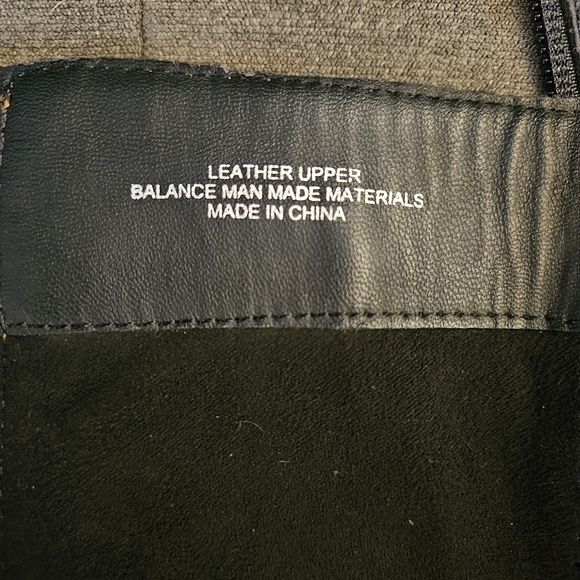 LEATHER UPPER
BALANCE MAN MADE MATERIALS
MADE IN CHINA